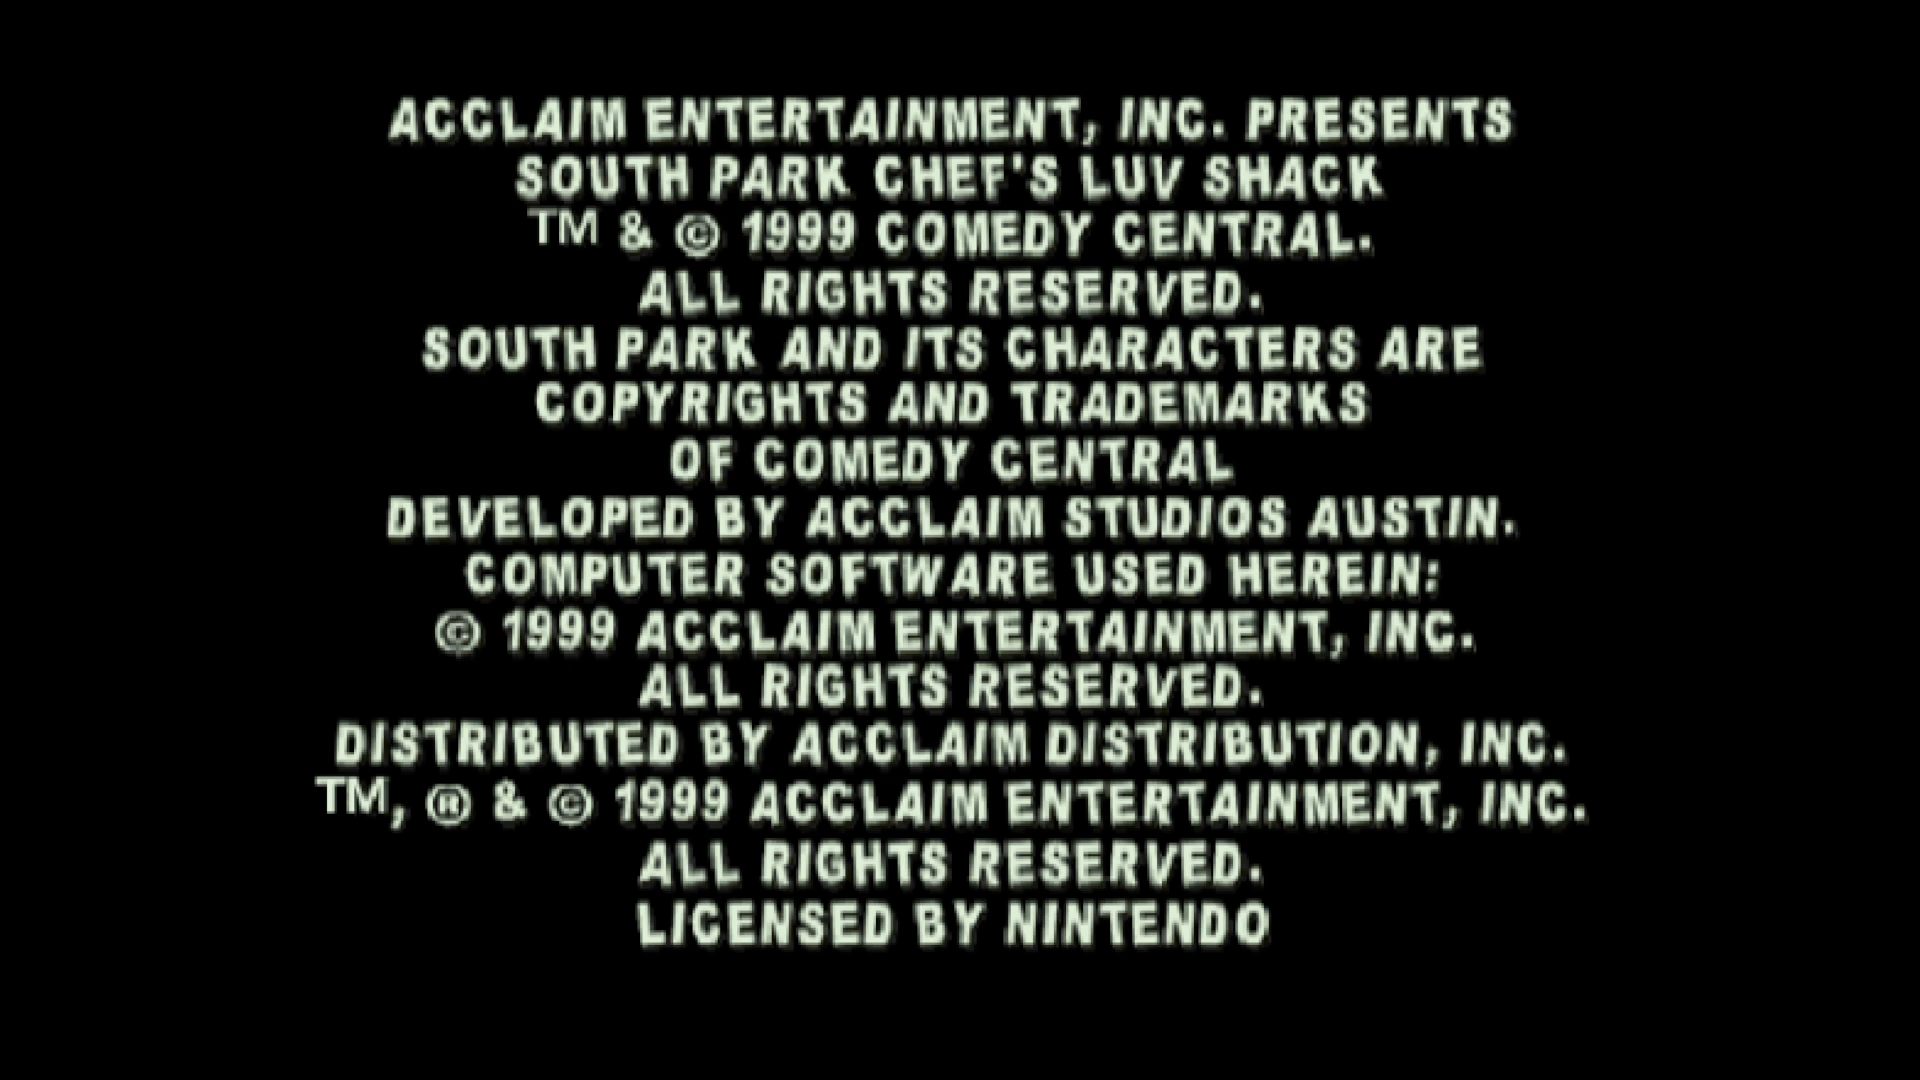 ACCLAIM ENTERTAINMENT, INC. PRESENTS
SOUTH PARK CHEF'S LUV SHACK
™ & © 1999 COMEDY CENTRAL.
ALL RIGHTS RESERVED.
SOUTH PARK AND ITS CHARACTERS ARE
COPYRIGHTS AND TRADEMARKS
OF COMEDY CENTRAL
DEVELOPED BY ACCLAIM STUDIOS AUSTIN.
COMPUTER SOFTWARE USED HEREIN:
© 1999 ACCLAIM ENTERTAINMENT, INC.
ALL RIGHTS RESERVED.
DISTRIBUTED BY ACCLAIM DISTRIBUTION, INC.
™, ® & © 1999 ACCLAIM ENTERTAINMENT, INC.
ALL RIGHTS RESERVED.
LICENSED BY NINTENDO